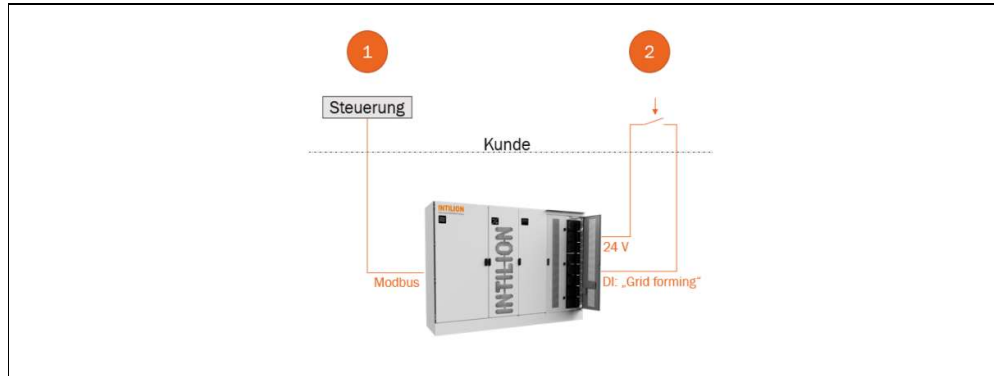 1
2
Steuerung
Kunde
INTILION
INTILION
24 V
Modbus
DI: „Grid forming“